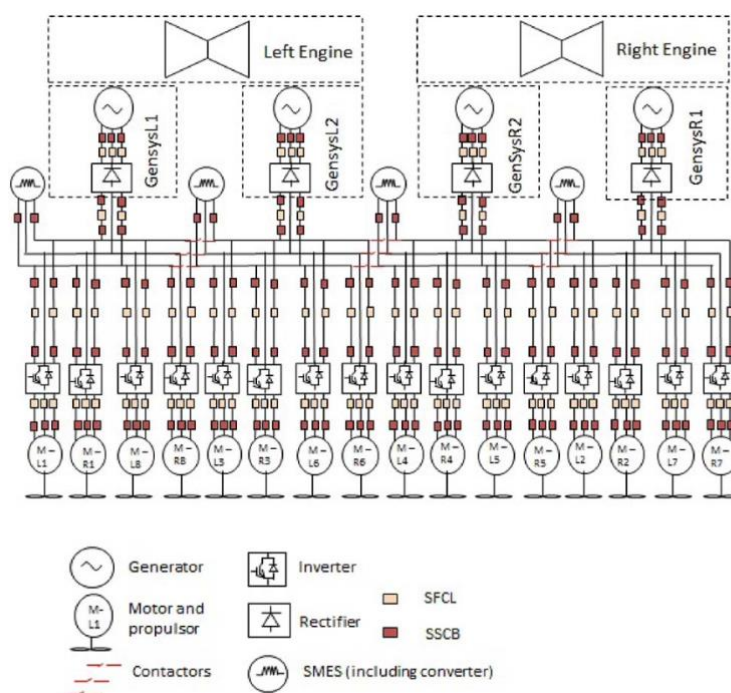 Left Engine
Right Engine
GensysL1
GensysL2
GenSysR2
GensysR1
M-
L1
M-
R1
M-
L8
M-
R8
M-
L3
M-
R3
M-
L6
M-
R6
M-
L4
M-
R4
M-
L5
M-
R5
M-
L2
M-
R2
M-
L7
M-
R7
Generator
Inverter
M-
L1
Motor and
propulsor
Rectifier
SFCL
SSCB
Contactors
SMES (including converter)